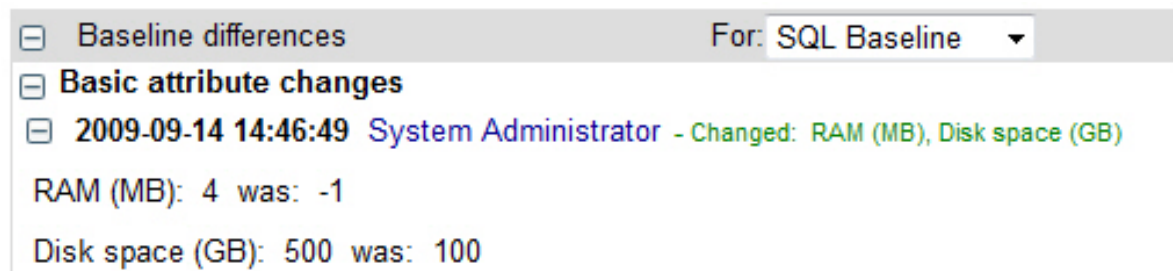 Baseline differences For: SQL Baseline
Basic attribute changes
2009-09-14 14:46:49 System Administrator - Changed: RAM (MB), Disk space (GB)
RAM (MB): 4 was: -1
Disk space (GB): 500 was: 100